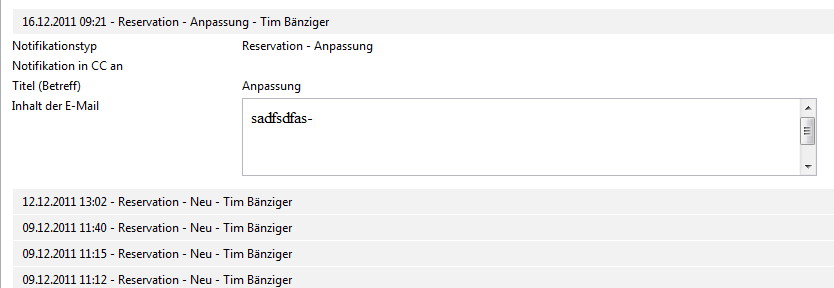 16.12.2011 09:21 - Reservation - Anpassung - Tim Bänziger
Notifikationstyp Reservation - Anpassung
Notifikation in CC an
Titel (Betreff) Anpassung
Inhalt der E-Mail
sadfsdfas-
12.12.2011 13:02 - Reservation - Neu - Tim Bänziger
09.12.2011 11:40 - Reservation - Neu - Tim Bänziger
09.12.2011 11:15 - Reservation - Neu - Tim Bänziger
09.12.2011 11:12 - Reservation - Neu - Tim Bänziger